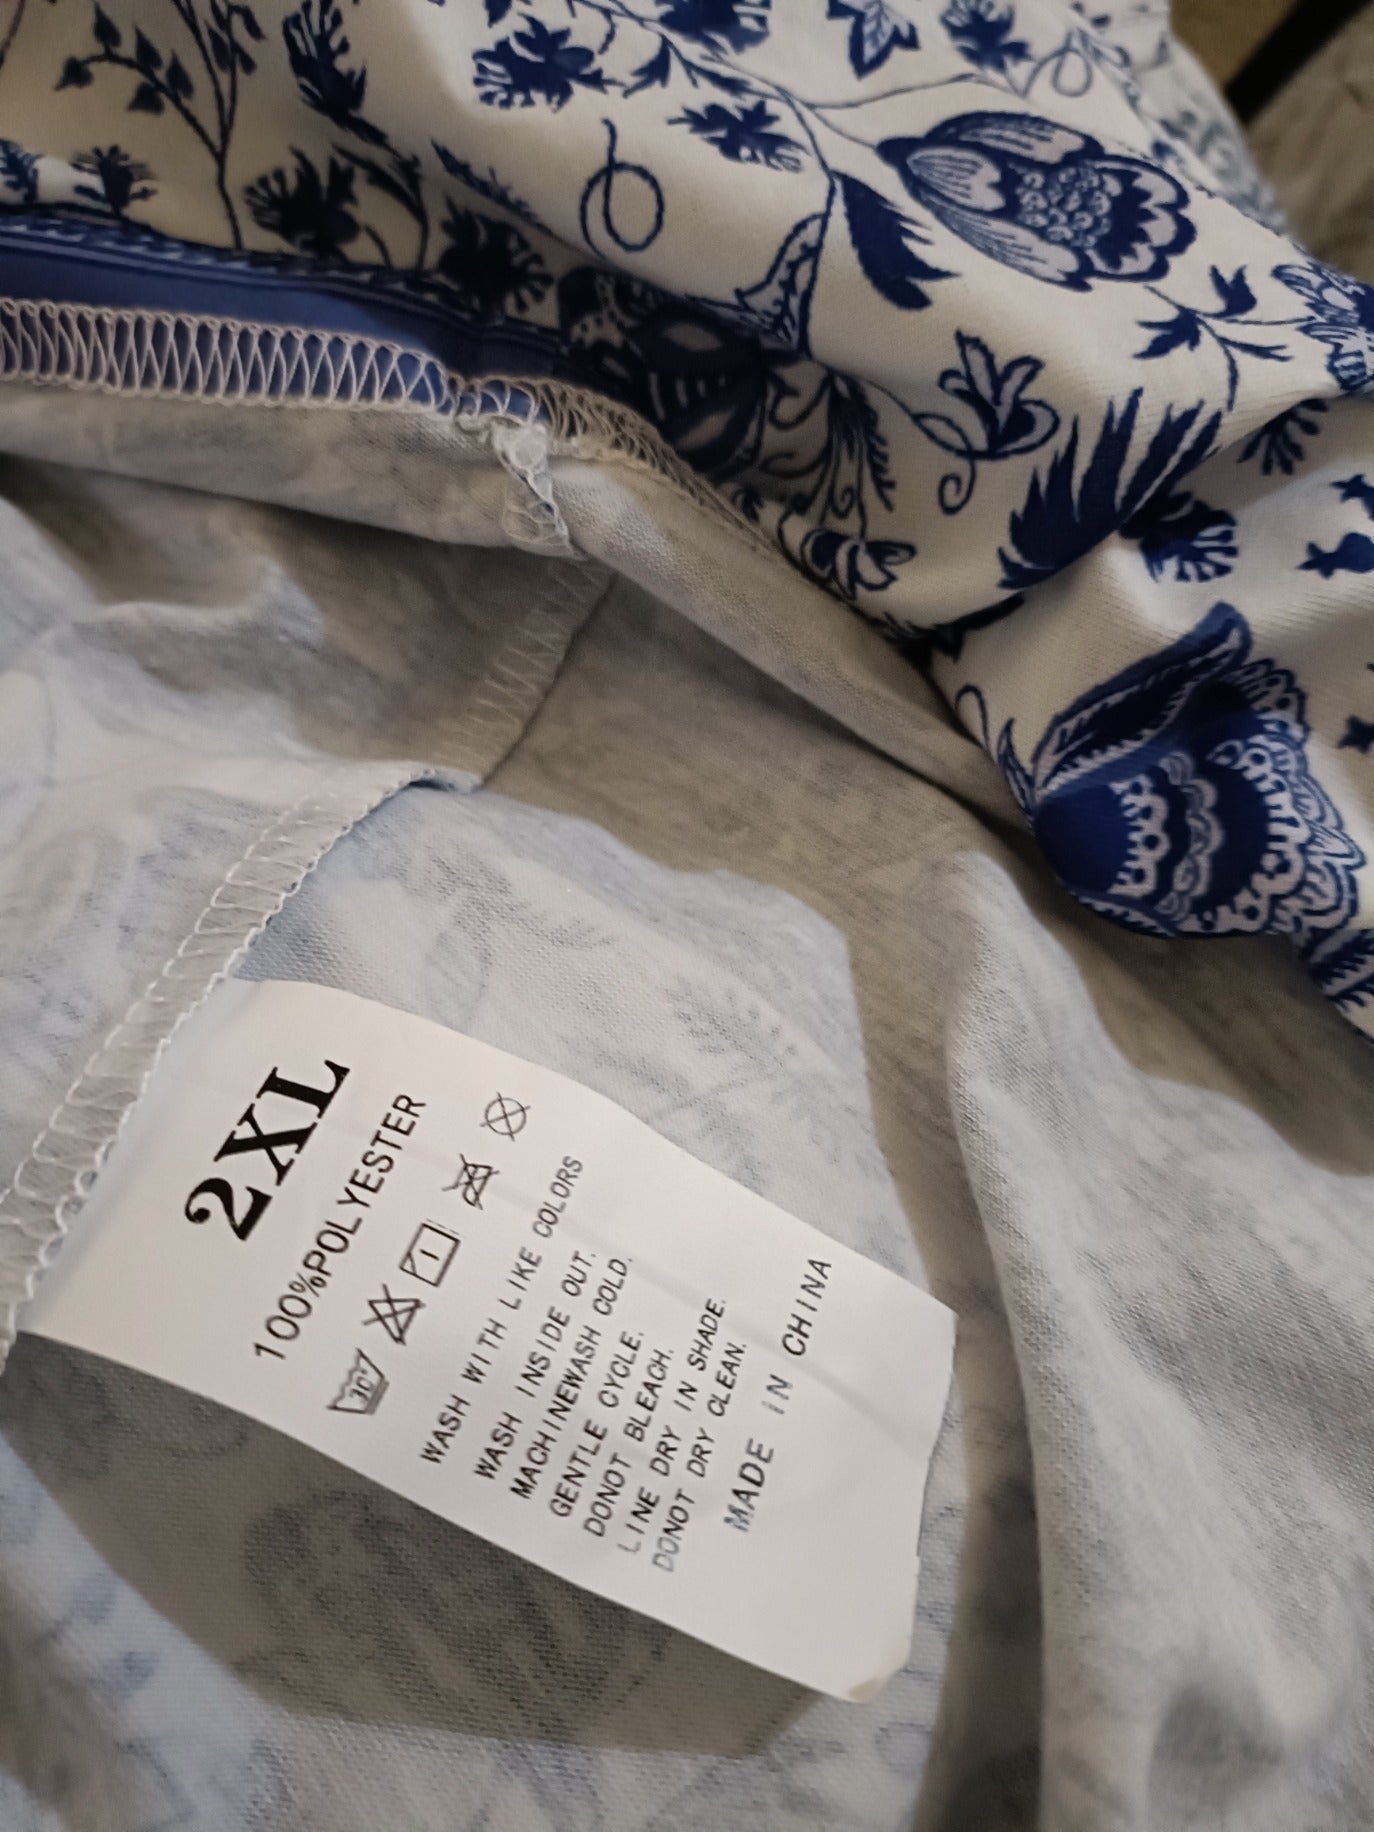 2XL
100%POLYESTER
30°
WASH WITH LIKE COLORS
WASH INSIDE OUT.
MACHINEWASH COLD.
GENTLE CYCLE.
DONOT BLEACH.
LINE DRY IN SHADE.
DONOT DRY CLEAN.
MADE iN CHINA